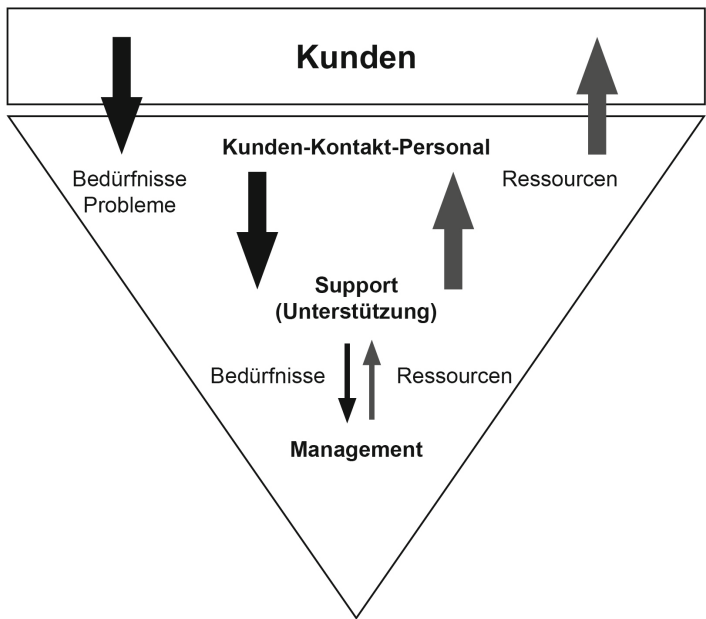 Kunden
Kunden-Kontakt-Personal
Bedürfnisse
Probleme
Ressourcen
Support
(Unterstützung)
Bedürfnisse
Ressourcen
Management